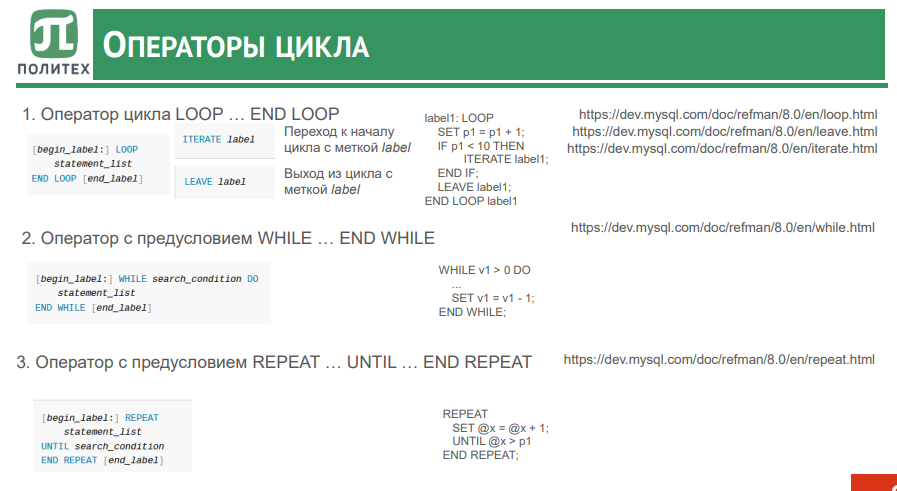 ПОЛИТЕХ
ОПЕРАТОРЫ ЦИКЛА
1. Оператор цикла LOOP … END LOOP
[begin_label:] LOOP
statement_list
END LOOP [end_label]
ITERATE label
LEAVE label
Переход к началу
цикла с меткой label
Выход из цикла с
меткой label
label1: LOOP
SET p1 = p1 + 1;
IF p1 < 10 THEN
ITERATE label1;
END IF;
LEAVE label1;
END LOOP label1
https://dev.mysql.com/doc/refman/8.0/en/loop.html
https://dev.mysql.com/doc/refman/8.0/en/leave.html
https://dev.mysql.com/doc/refman/8.0/en/iterate.html
2. Оператор с предусловием WHILE … END WHILE
https://dev.mysql.com/doc/refman/8.0/en/while.html
[begin_label:] WHILE search_condition DO
statement_list
END WHILE [end_label]
WHILE v1 > 0 DO
...
SET v1 = v1 - 1;
END WHILE;
3. Оператор с предусловием REPEAT … UNTIL … END REPEAT
https://dev.mysql.com/doc/refman/8.0/en/repeat.html
[begin_label:] REPEAT
statement_list
UNTIL search_condition
END REPEAT [end_label]
REPEAT
SET @x = @x + 1;
UNTIL @x > p1
END REPEAT;